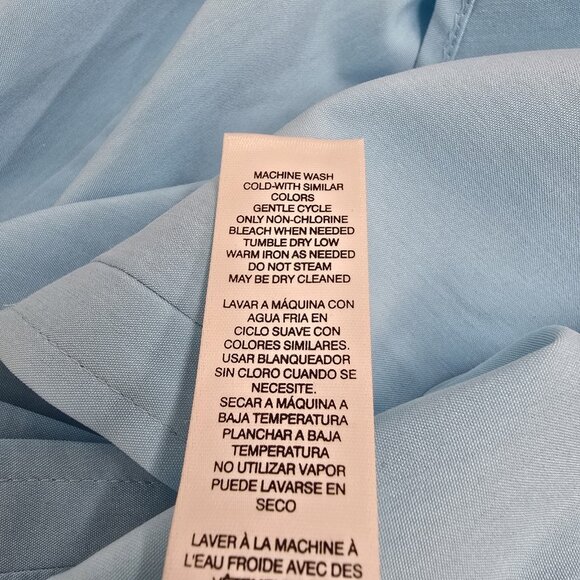 MACHINE WASH
COLD-WITH SIMILAR
COLORS
GENTLE CYCLE
ONLY NON-CHLORINE
BLEACH WHEN NEEDED
TUMBLE DRY LOW
WARM IRON AS NEEDED
DO NOT STEAM
MAY BE DRY CLEANED
LAVAR A MÁQUINA CON
AGUA FRIA EN
CICLO SUAVE CON
COLORES SIMILARES.
USAR BLANQUEADOR
SIN CLORO CUANDO SE
NECESITE.
SECAR A MÁQUINA A
BAJA TEMPERATURA
PLANCHAR A BAJA
TEMPERATURA
NO UTILIZAR VAPOR
PUEDE LAVARSE EN
SECO
LAVER À LA MACHINE À
L'EAU FROIDE AVEC DES